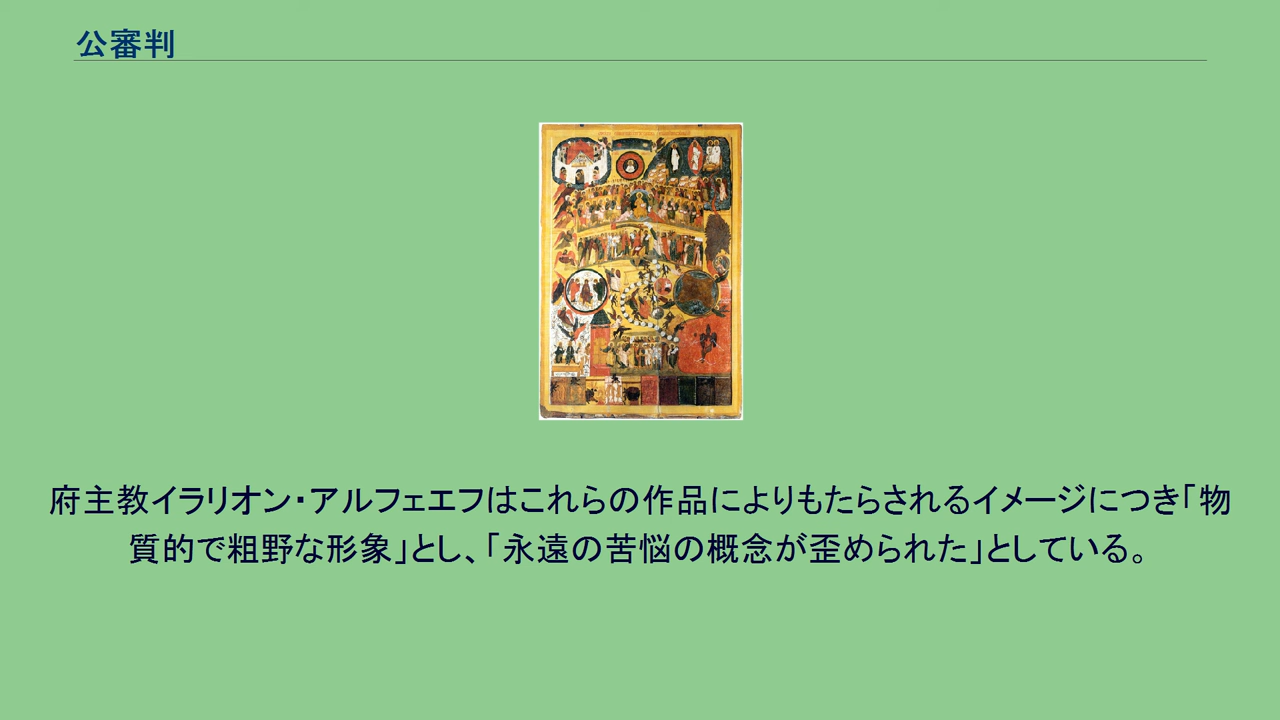 公審判
府主教イラリオン・アルフェエフはこれらの作品によりもたらされるイメージにつき「物
質的で粗野な形象」とし、「永遠の苦悩の概念が歪められた」としている。